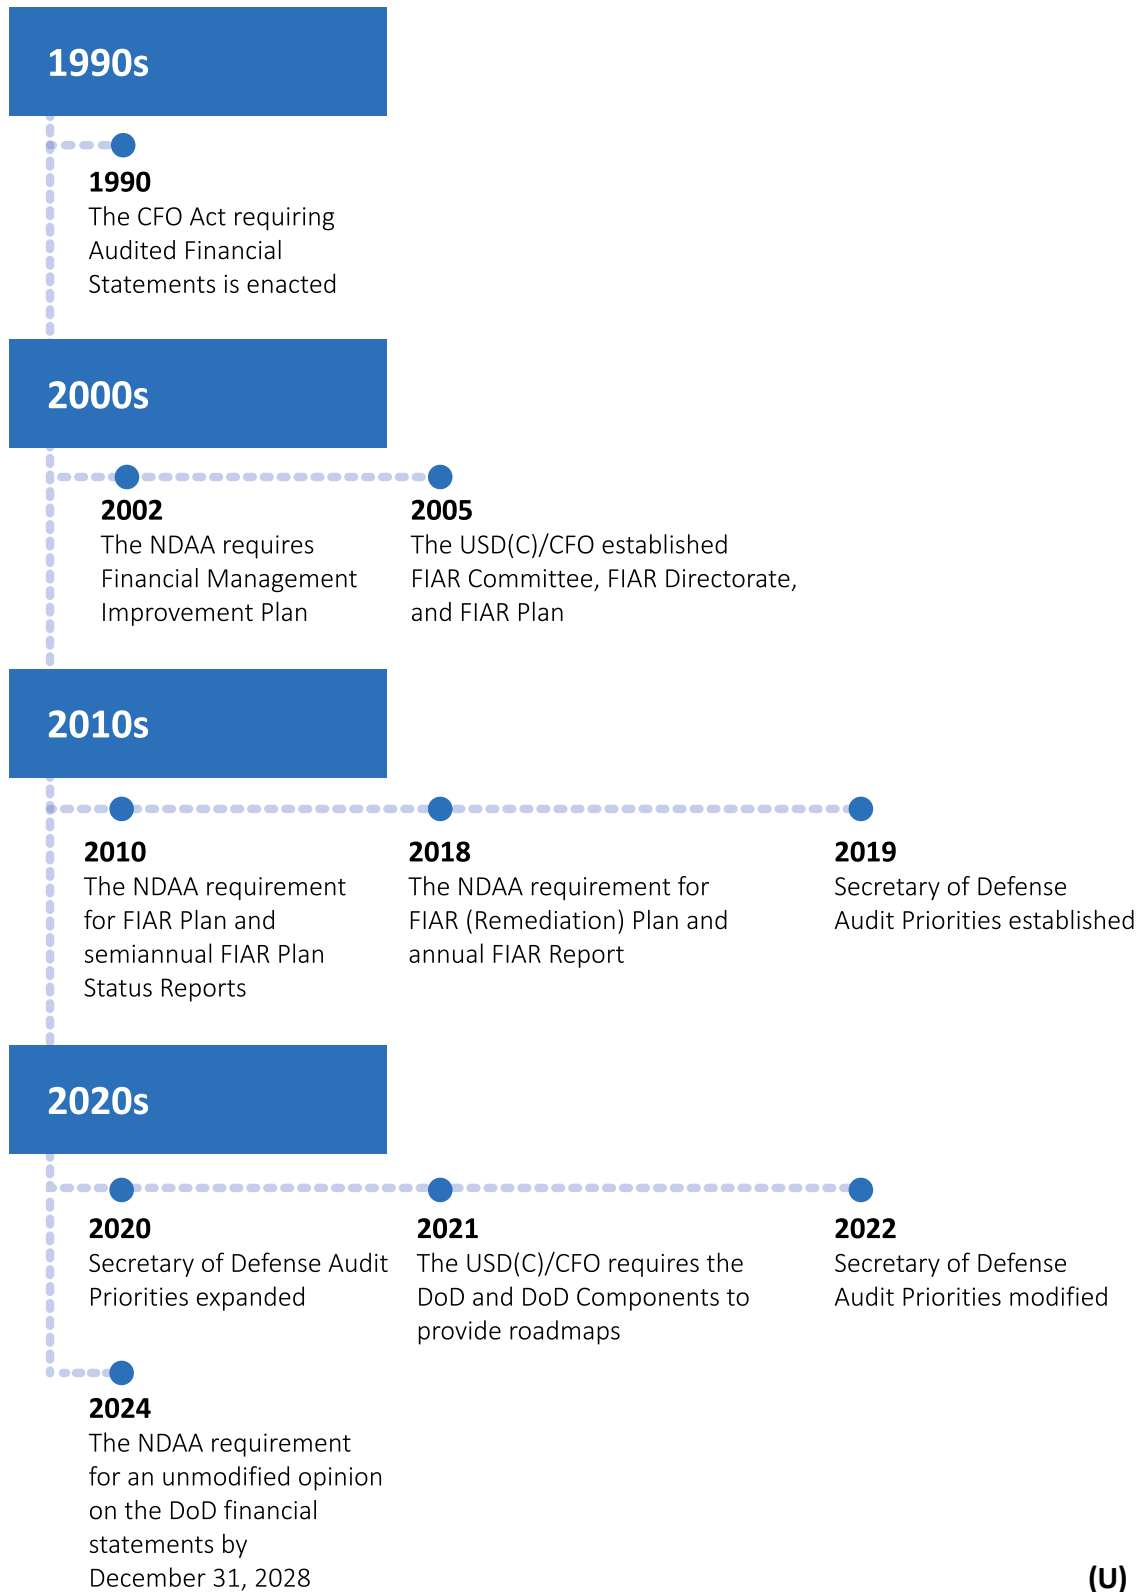 1990s
1990
The CFO Act requiring
Audited Financial
Statements is enacted
2000s
2002
The NDAA requires
Financial Management
Improvement Plan
2005
The USD(C)/CFO established
FIAR Committee, FIAR Directorate,
and FIAR Plan
2010s
2010
The NDAA requirement
for FIAR Plan and
semiannual FIAR Plan
Status Reports
2018
The NDAA requirement for
FIAR (Remediation) Plan and
annual FIAR Report
2019
Secretary of Defense
Audit Priorities established
2020s
2020
Secretary of Defense Audit
Priorities expanded
2021
The USD(C)/CFO requires the
DoD and DoD Components to
provide roadmaps
2022
Secretary of Defense
Audit Priorities modified
2024
The NDAA requirement
for an unmodified opinion
on the DoD financial
statements by
December 31, 2028
(U)